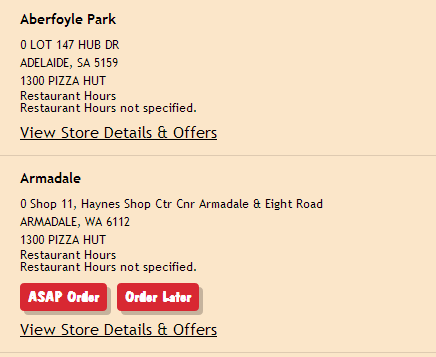 Aberfoyle Park
0 LOT 147 HUB DR
ADELAIDE, SA 5159
1300 PIZZA HUT
Restaurant Hours
Restaurant Hours not specified.
View Store Details & Offers
Armadale
0 Shop 11, Haynes Shop Ctr Cnr Armadale & Eight Road
ARMADALE, WA 6112
1300 PIZZA HUT
Restaurant Hours
Restaurant Hours not specified.
ASAP Order Order Later
View Store Details & Offers